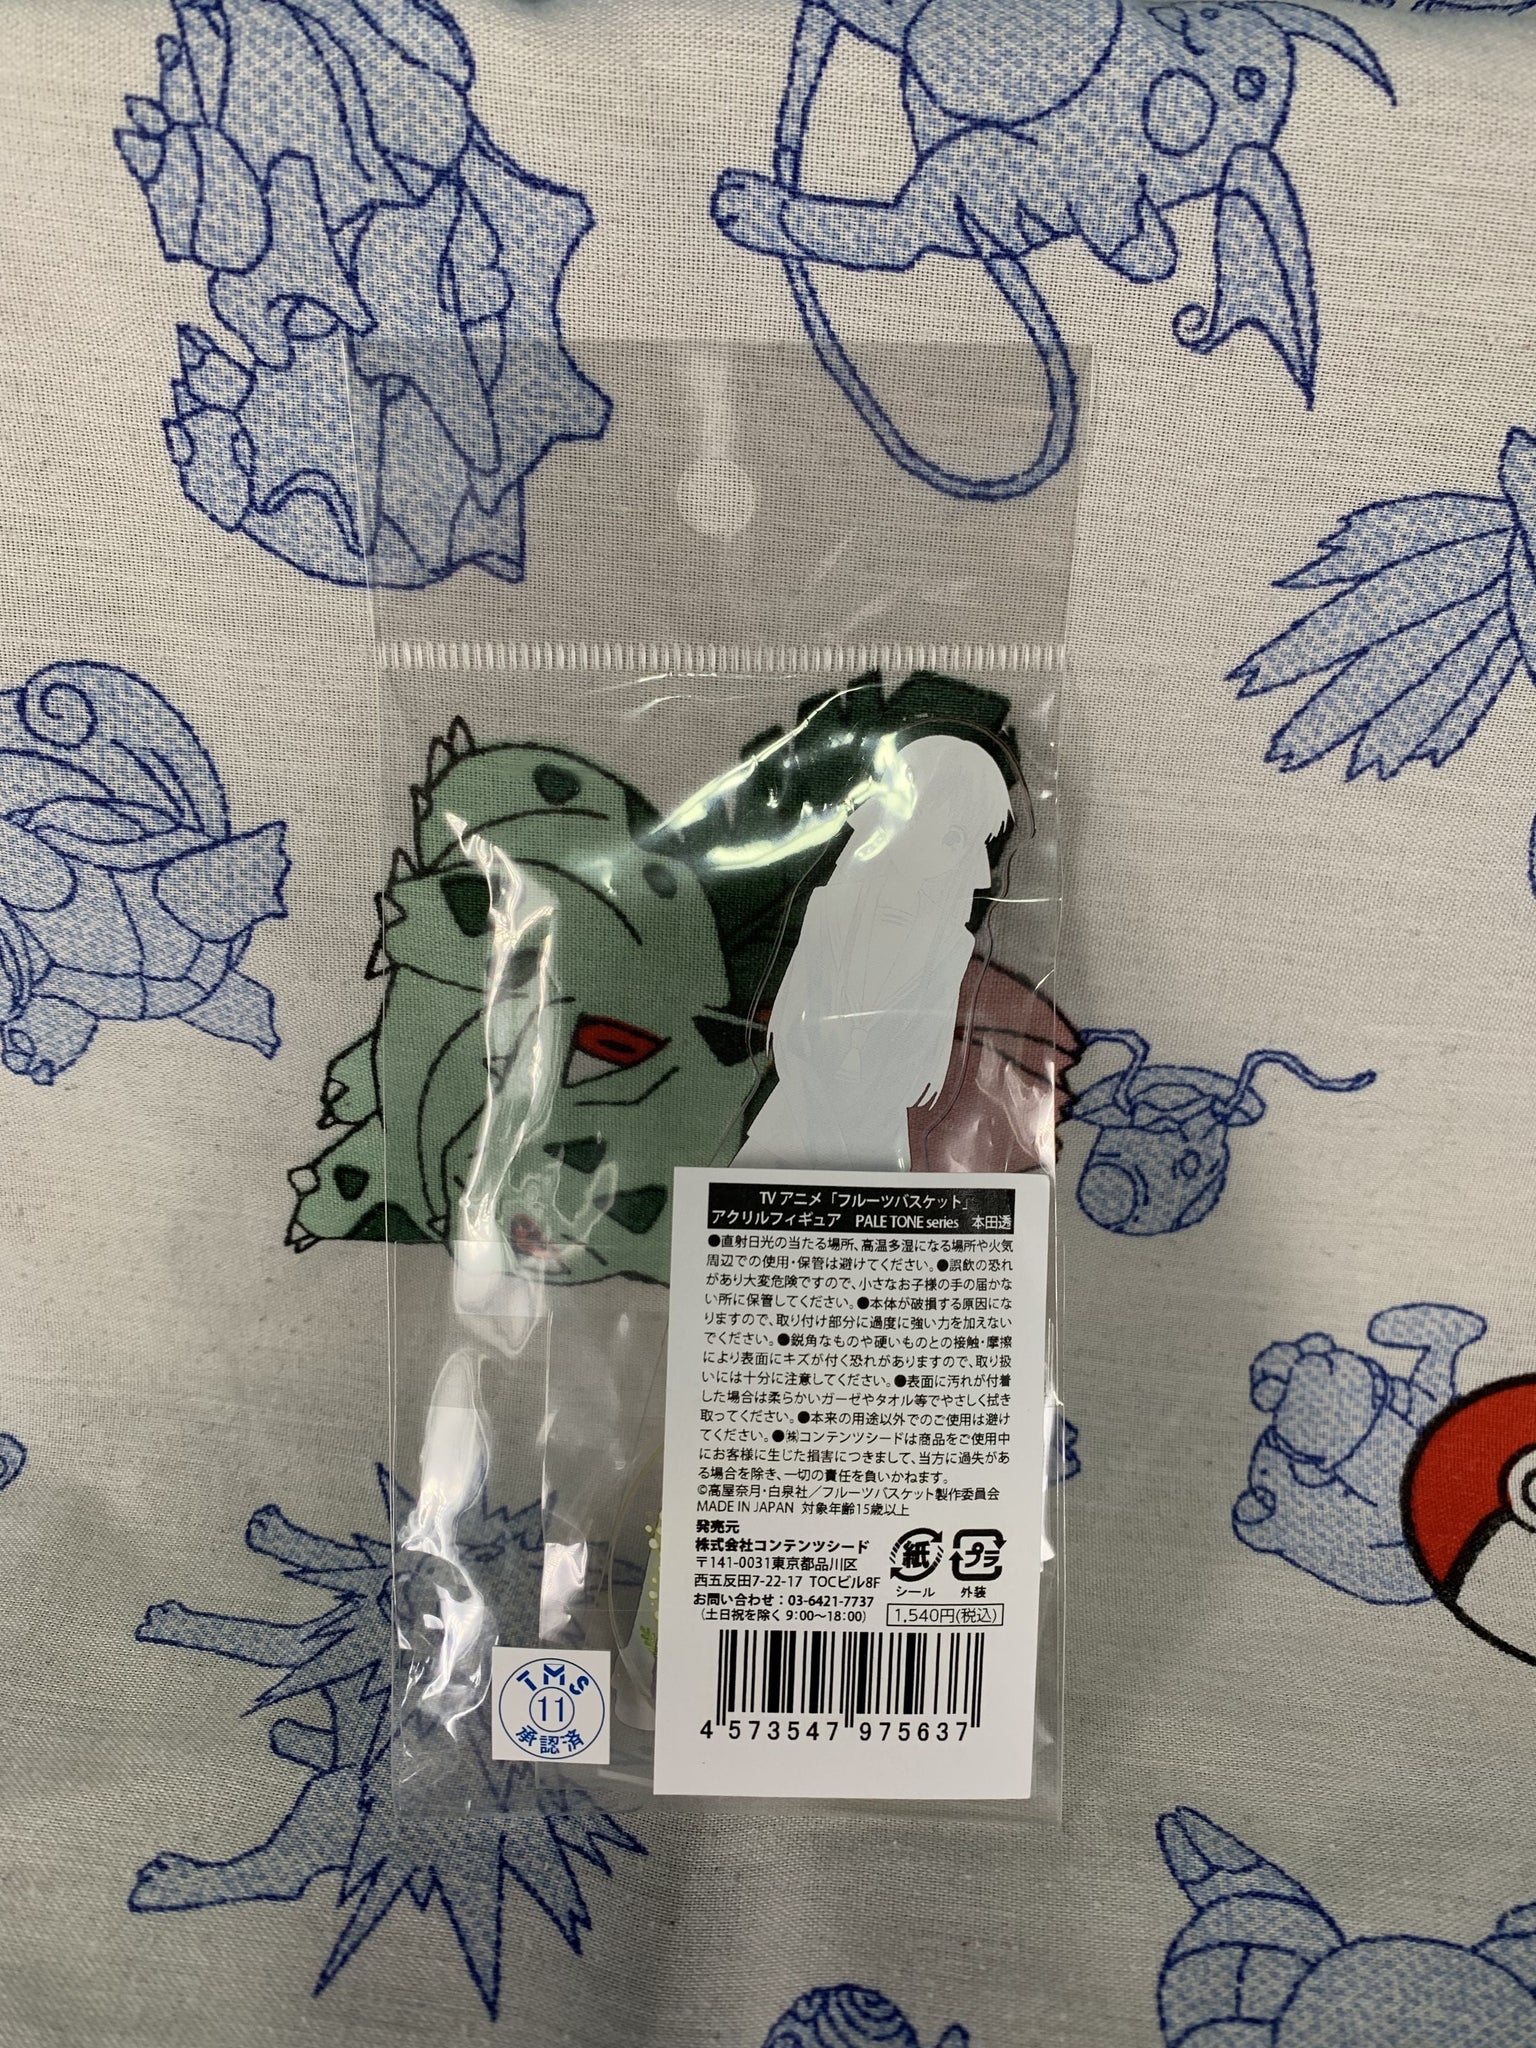 TVアニメ「フルーツバスケット」
アクリルフィギュア PALE TONE series 本田透
●直射日光の当たる場所、高温多湿になる場所や火気
周辺での使用・保管は避けてください。●誤飲の恐れ
があり大変危険ですので、小さなお子様の手の届かな
い所に保管してください。●本体が破損する原因にな
りますので、取り付け部分に過度に強い力を加えない
でください。●鋭角なものや硬いものとの接触・摩擦
により表面にキズが付く恐れがありますので、取り扱
いには十分に注意してください。●表面に汚れが付着
した場合は柔らかいガーゼやタオル等でやさしく拭き
取ってください。●本来の用途以外でのご使用は避け
てください。●㈱コンテンツシードは商品をご使用中
にお客様に生じた損害につきまして、当方に過失があ
る場合を除き、一切の責任を負いかねます。
©高屋奈月・白泉社／フルーツバスケット製作委員会
MADE IN JAPAN 対象年齢15歳以上
発売元
株式会社コンテンツシード
〒141-0031東京都品川区
西五反田7-22-17 TOCビル8F
お問い合わせ：03-6421-7737
（土日祝を除く 9:00〜18:00）
紙
シール
プラ
外装
1,540円(税込)
4 573547 975637
TMS
11
承認済